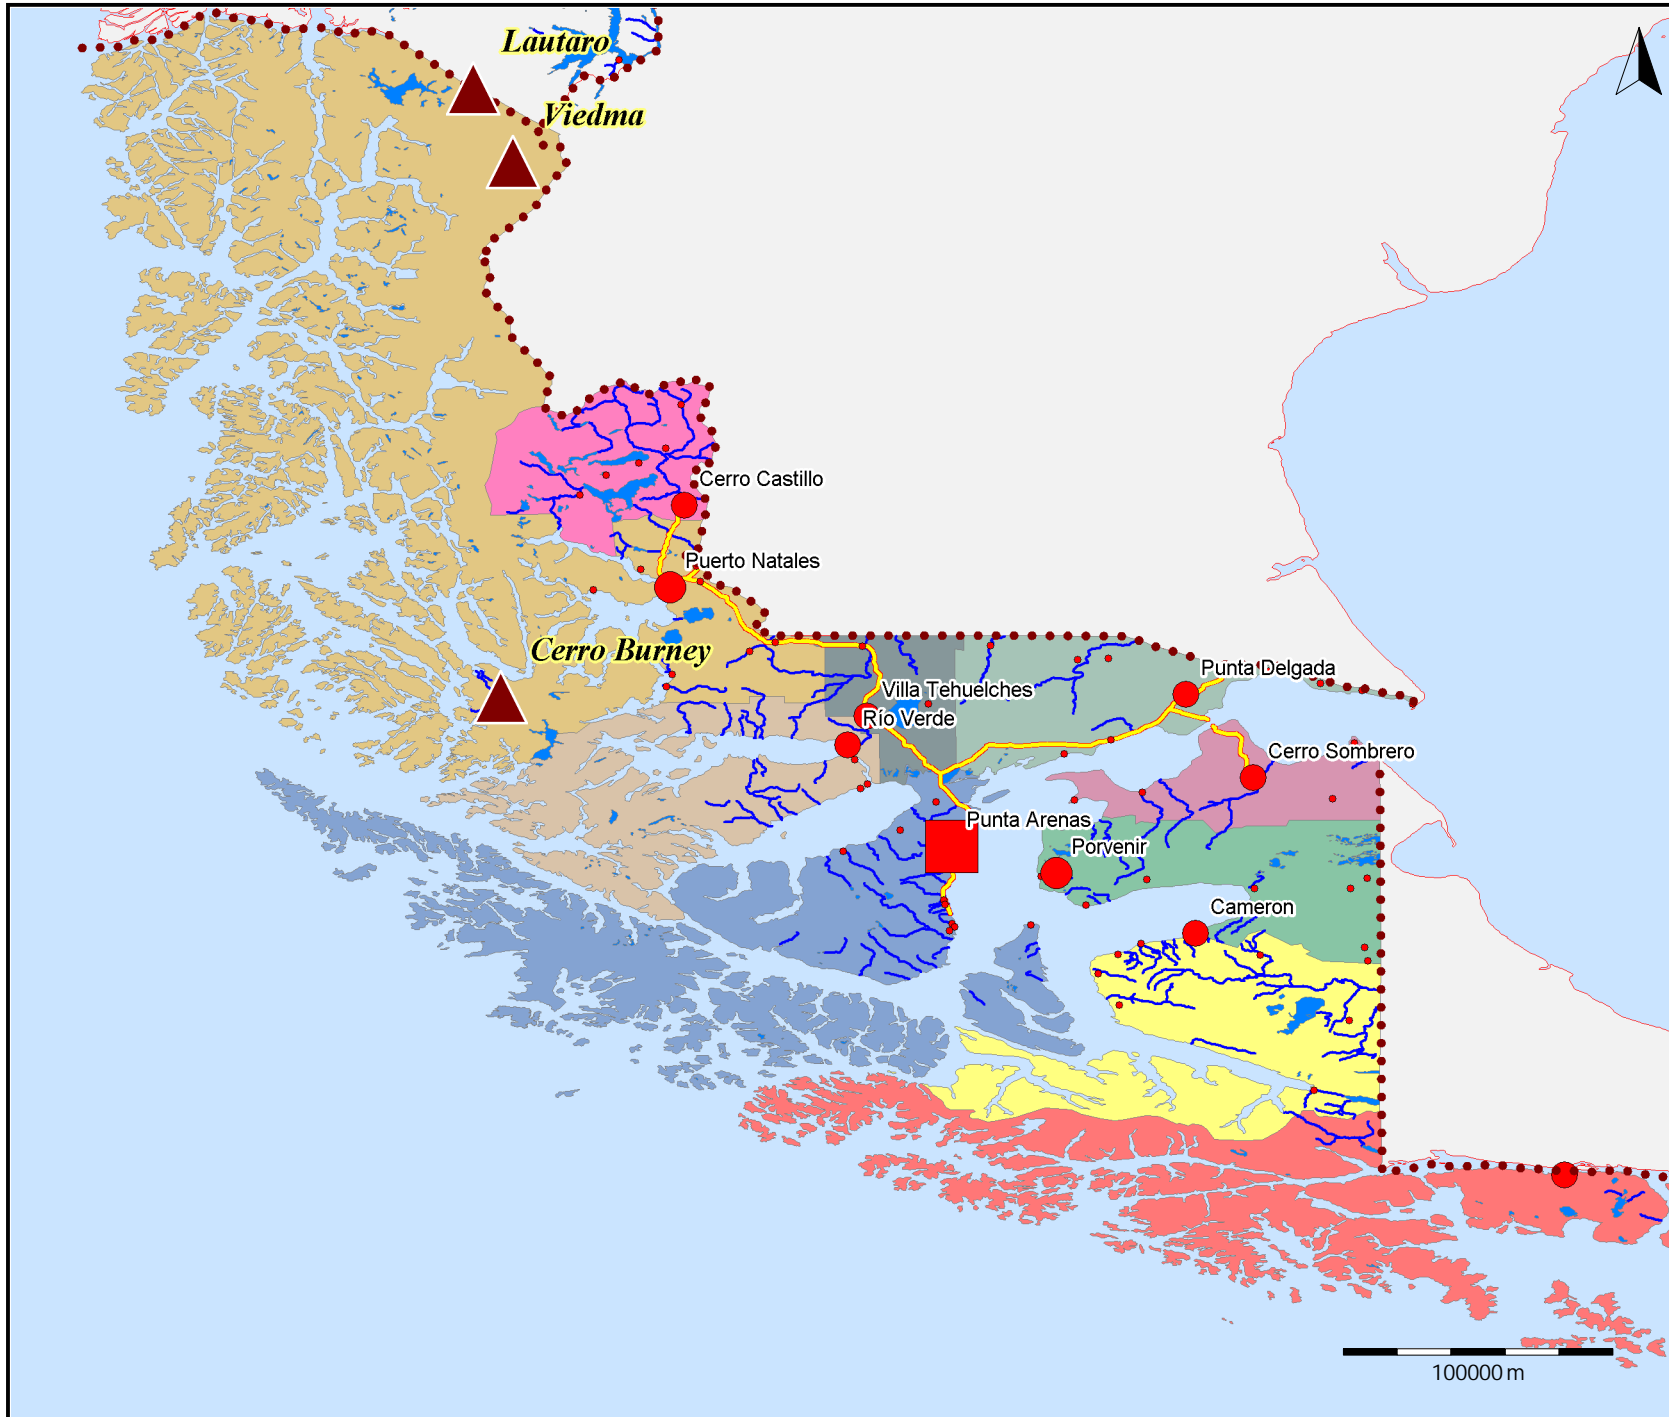 Lautaro
Viedma
Cerro Castillo
Puerto Natales
Cerro Burney
Punta Delgada
Villa Tehuelches
Río Verde
Cerro Sombrero
Punta Arenas
Porvenir
Cameron
100000 m